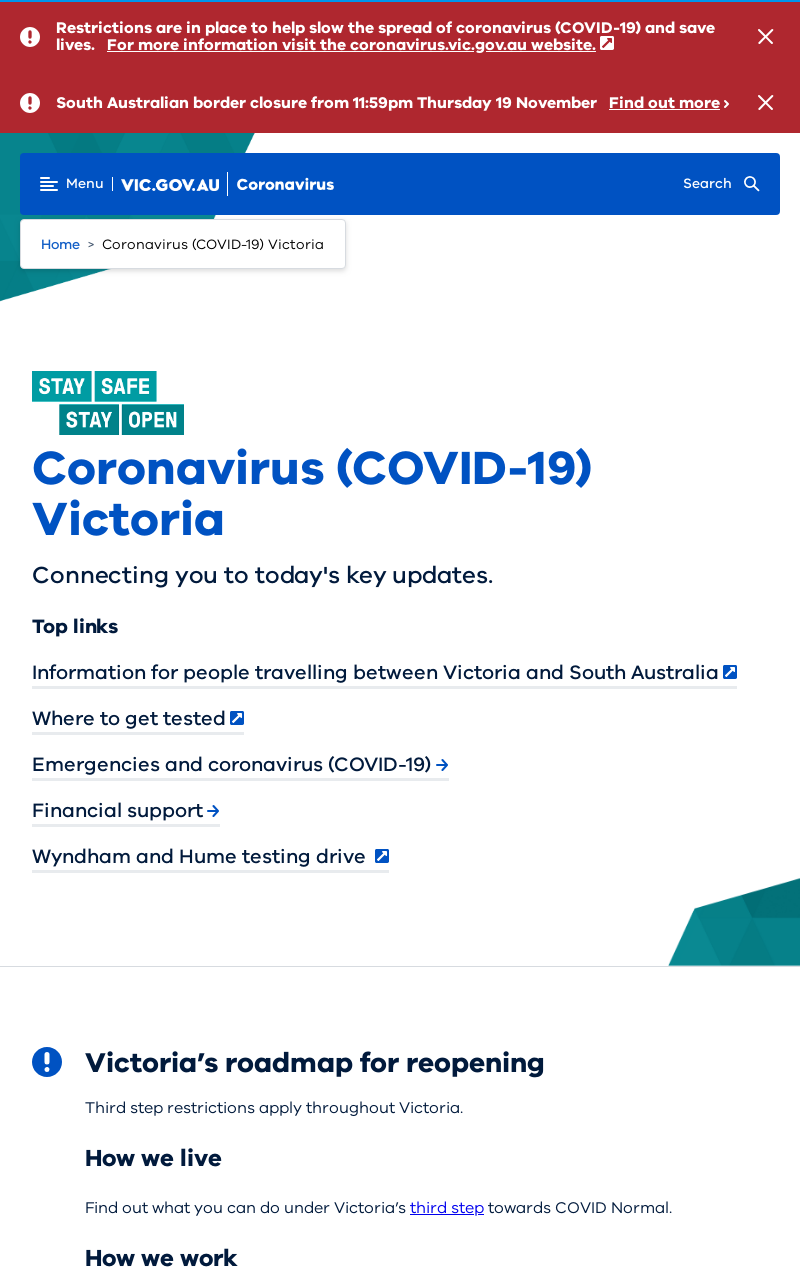 Restrictions are in place to help slow the spread of coronavirus (COVID-19) and save
lives. For more information visit the coronavirus.vic.gov.au website.
South Australian border closure from 11:59pm Thursday 19 November Find out more
Menu VIC.GOV.AU Coronavirus Search
Home > Coronavirus (COVID-19) Victoria
STAY SAFE
STAY OPEN
Coronavirus (COVID-19)
Victoria
Connecting you to today's key updates.
Top links
Information for people travelling between Victoria and South Australia
Where to get tested
Emergencies and coronavirus (COVID-19)
Financial support
Wyndham and Hume testing drive
Victoria’s roadmap for reopening
Third step restrictions apply throughout Victoria.
How we live
Find out what you can do under Victoria’s third step towards COVID Normal.
How we work